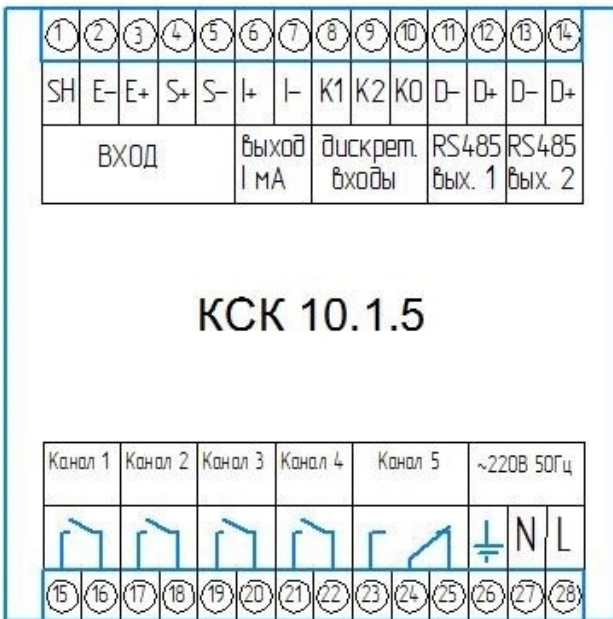 1 2 3 4 5 6 7 8 9 10 11 12 13 14
SH E- E+ S+ S- I+ I- K1 K2 K0 D- D+ D- D+
ВХОД выход дискрет. RS485 RS485
I мА входы вых. 1 вых. 2
КСК 10.1.5
Канал 1 Канал 2 Канал 3 Канал 4 Канал 5 ~220В 50Гц
N L
15 16 17 18 19 20 21 22 23 24 25 26 27 28